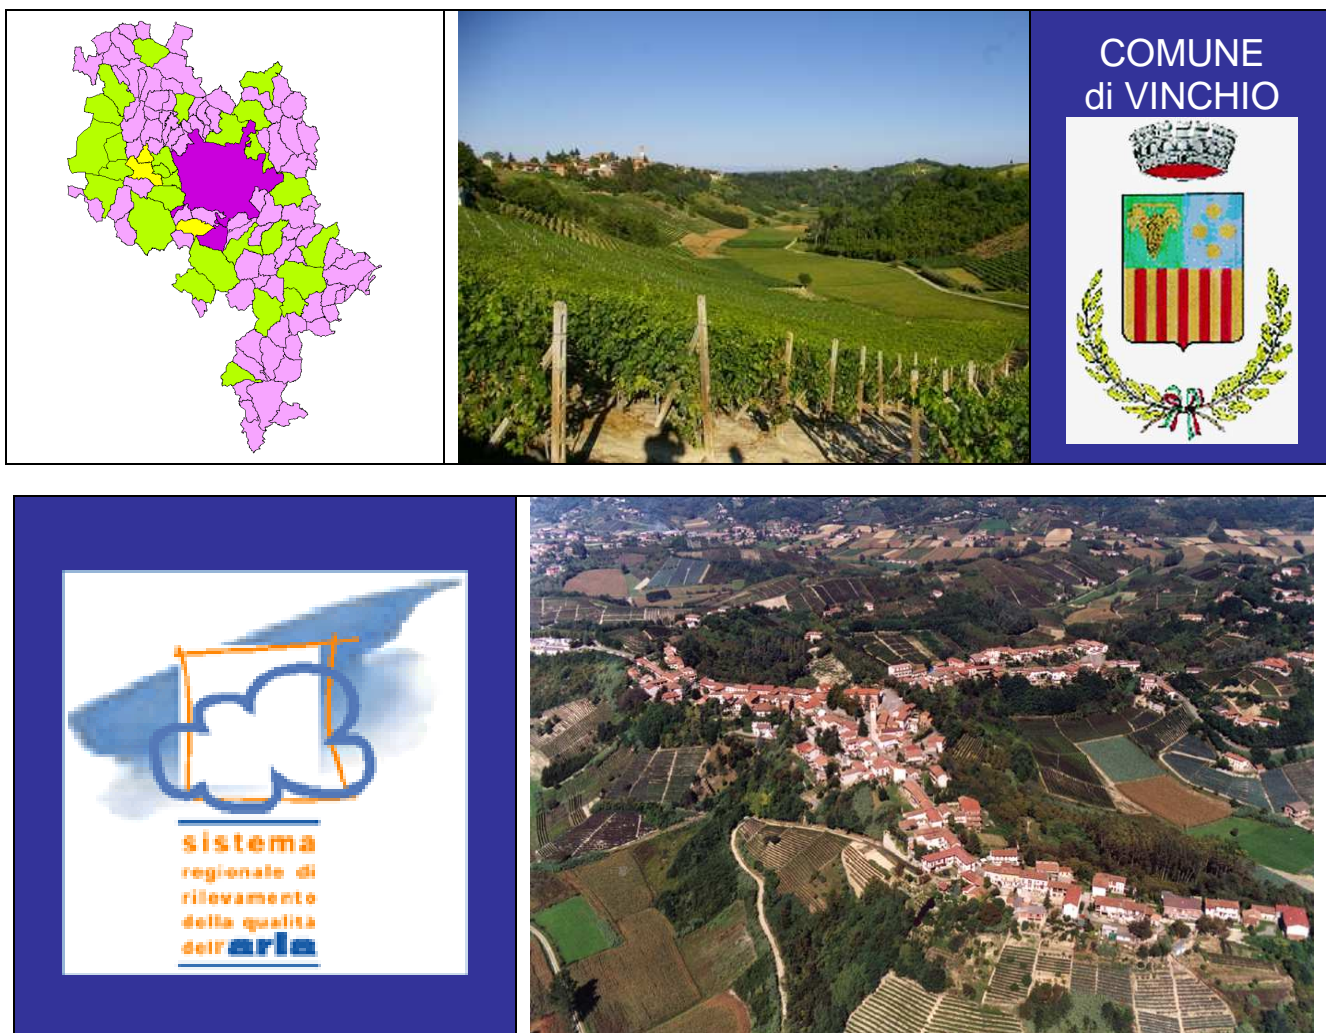 COMUNE
di VINCHIO
sistema
regionale di
rilevamento
della qualità
dell'aria